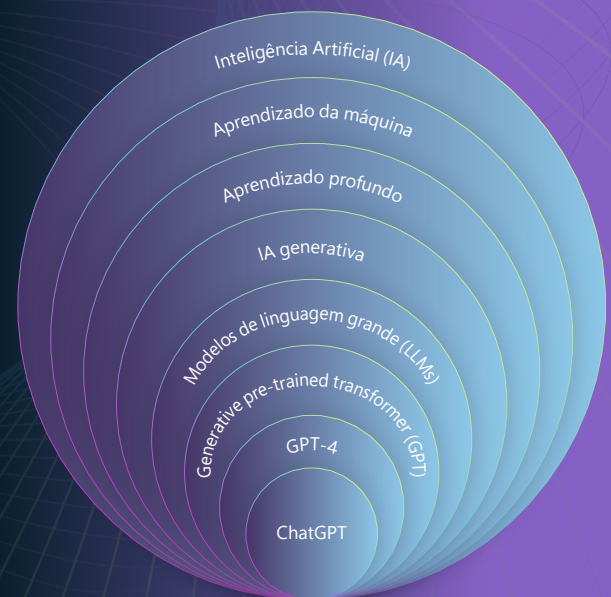 Inteligência Artificial (IA)
Aprendizado da máquina
Aprendizado profundo
IA generativa
Modelos de linguagem grande (LLMs)
Generative pre-trained transformer (GPT)
GPT-4
ChatGPT